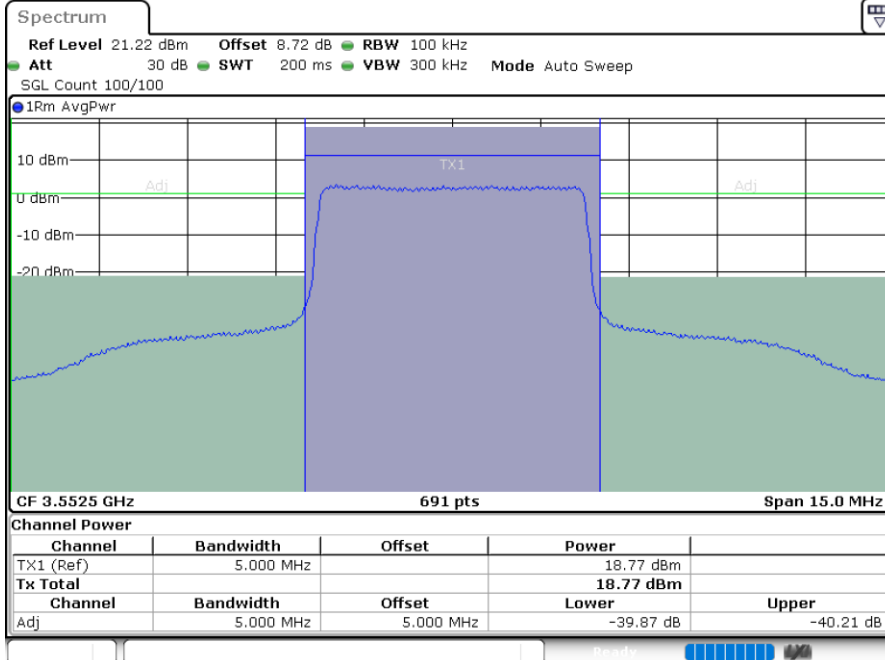 Spectrum
Ref Level 21.22 dBm Offset 8.72 dB RBW 100 kHz
Att 30 dB SWT 200 ms VBW 300 kHz Mode Auto Sweep
SGL Count 100/100
1Rm AvgPwr
10 dBm
TX1
Adj Adj
0 dBm
-10 dBm
-20 dBm
CF 3.5525 GHz 691 pts Span 15.0 MHz
Channel Power
Channel Bandwidth Offset Power
TX1 (Ref) 5.000 MHz 18.77 dBm
Tx Total 18.77 dBm
Channel Bandwidth Offset Lower Upper
Adj 5.000 MHz 5.000 MHz -39.87 dB -40.21 dB
Ready